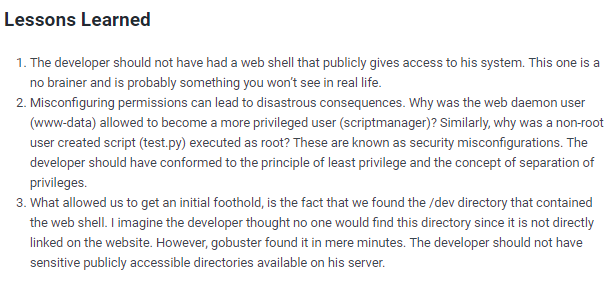 Lessons Learned
1. The developer should not have had a web shell that publicly gives access to his system. This one is a
no brainer and is probably something you won't see in real life.
2. Misconfiguring permissions can lead to disastrous consequences. Why was the web daemon user
(www-data) allowed to become a more privileged user (scriptmanager)? Similarly, why was a non-root
user created script (test.py) executed as root? These are known as security misconfigurations. The
developer should have conformed to the principle of least privilege and the concept of separation of
privileges.
3. What allowed us to get an initial foothold, is the fact that we found the /dev directory that contained
the web shell. I imagine the developer thought no one would find this directory since it is not directly
linked on the website. However, gobuster found it in mere minutes. The developer should not have
sensitive publicly accessible directories available on his server.